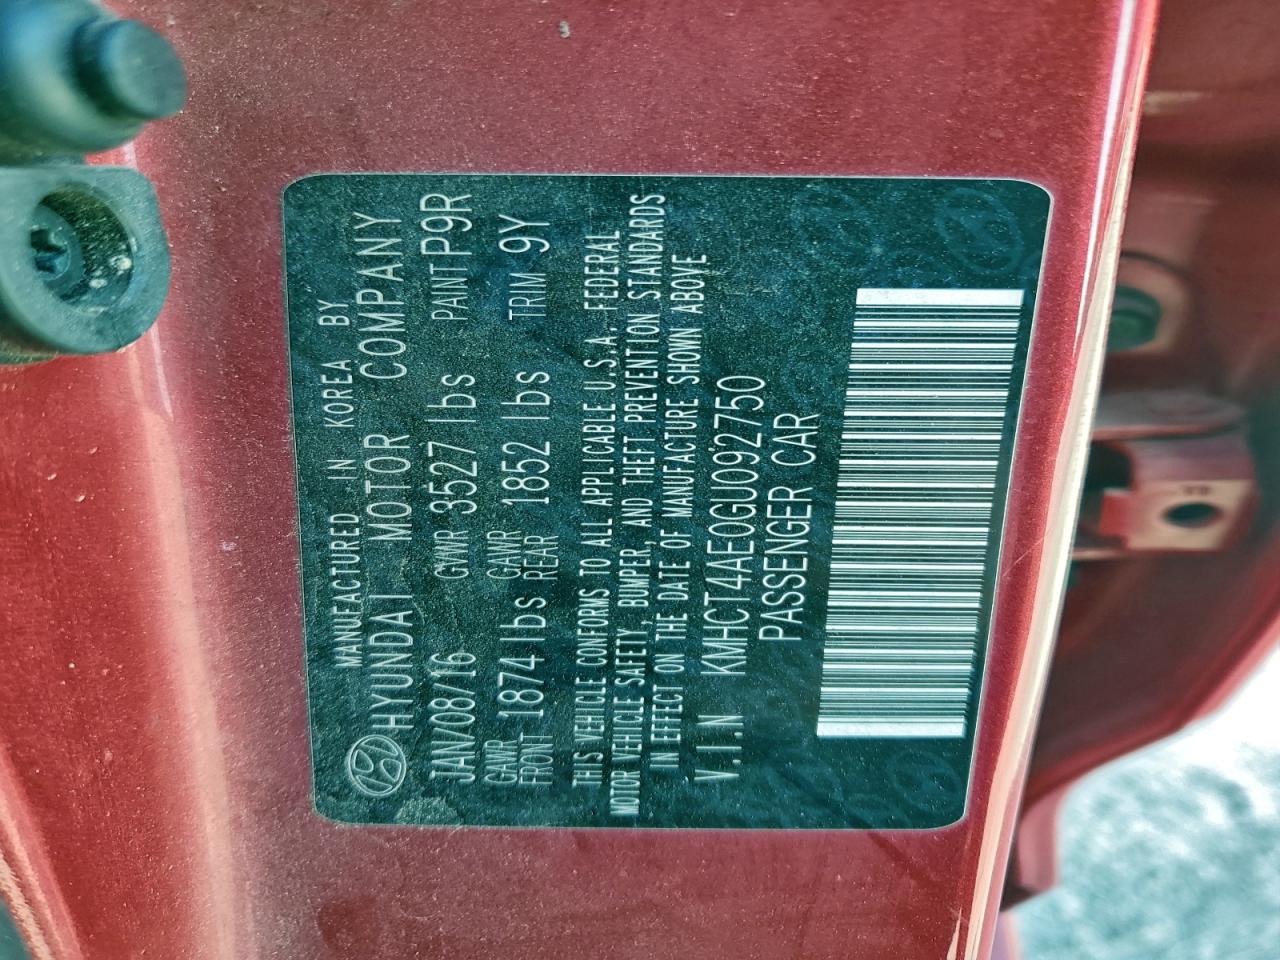 MANUFACTURED IN KOREA BY
HYUNDAI MOTOR COMPANY
JAN/08/16 GVWR 3527 lbs PAINT P9R
GAWR FRONT 1874 lbs GAWR REAR 1852 lbs TRIM 9Y
THIS VEHICLE CONFORMS TO ALL APPLICABLE U.S.A. FEDERAL
MOTOR VEHICLE SAFETY, BUMPER, AND THEFT PREVENTION STANDARDS
IN EFFECT ON THE DATE OF MANUFACTURE SHOWN ABOVE
V.I.N KMHCT4AE0GU092750
PASSENGER CAR